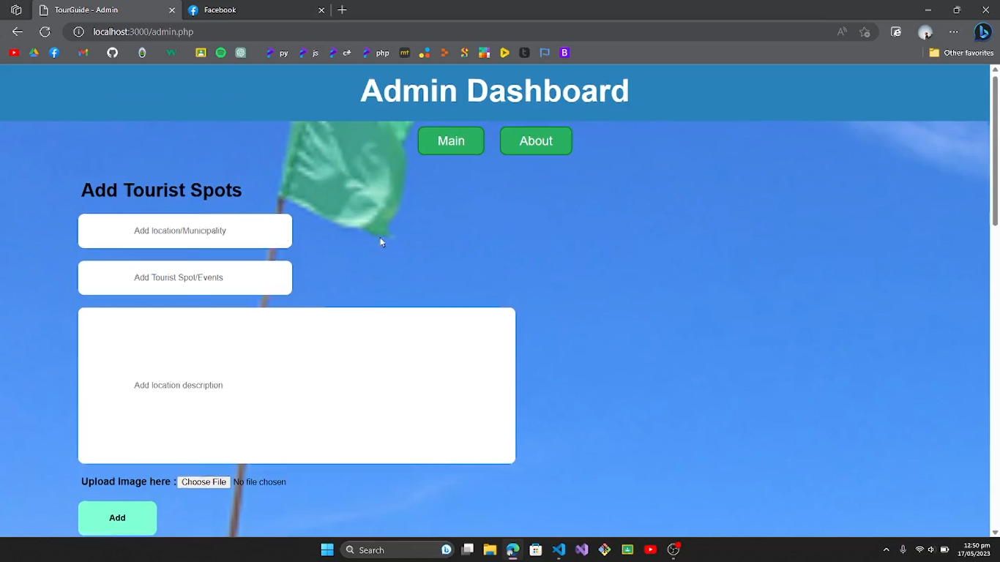 TourGuide - Admin
Facebook
localhost:3000/admin.php
py
js
c#
php
mt
B
Other favorites
Admin Dashboard
Main
About
Add Tourist Spots
Add location/Municipality
Add Tourist Spot/Events
Add location description
Upload Image here : Choose File No file chosen
Add
Search
12:50 pm
17/05/2023